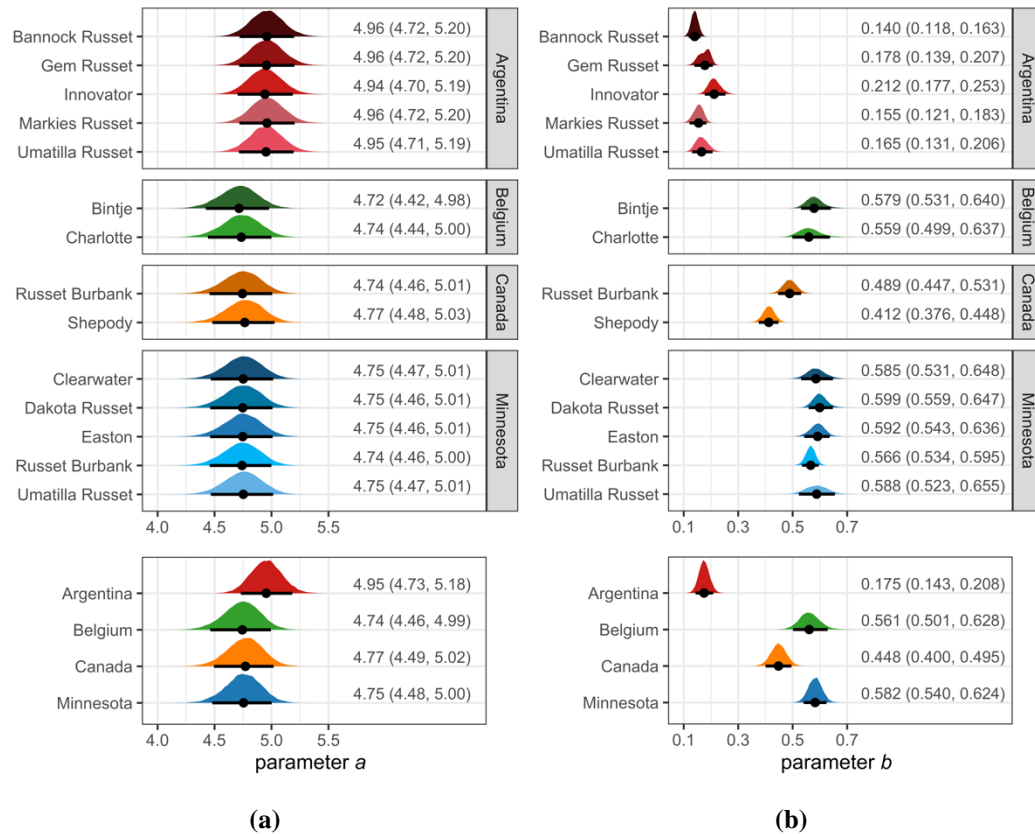 Bannock Russet 4.96 (4.72, 5.20)
Gem Russet 4.96 (4.72, 5.20)
Innovator 4.94 (4.70, 5.19)
Markies Russet 4.96 (4.72, 5.20)
Umatilla Russet 4.95 (4.71, 5.19)
Argentina
Bintje 4.72 (4.42, 4.98)
Charlotte 4.74 (4.44, 5.00)
Belgium
Russet Burbank 4.74 (4.46, 5.01)
Shepody 4.77 (4.48, 5.03)
Canada
Clearwater 4.75 (4.47, 5.01)
Dakota Russet 4.75 (4.46, 5.01)
Easton 4.75 (4.46, 5.01)
Russet Burbank 4.74 (4.46, 5.00)
Umatilla Russet 4.75 (4.47, 5.01)
Minnesota
4.0 4.5 5.0 5.5
Argentina 4.95 (4.73, 5.18)
Belgium 4.74 (4.46, 4.99)
Canada 4.77 (4.49, 5.02)
Minnesota 4.75 (4.48, 5.00)
4.0 4.5 5.0 5.5
parameter a
(a)
Bannock Russet 0.140 (0.118, 0.163)
Gem Russet 0.178 (0.139, 0.207)
Innovator 0.212 (0.177, 0.253)
Markies Russet 0.155 (0.121, 0.183)
Umatilla Russet 0.165 (0.131, 0.206)
Argentina
Bintje 0.579 (0.531, 0.640)
Charlotte 0.559 (0.499, 0.637)
Belgium
Russet Burbank 0.489 (0.447, 0.531)
Shepody 0.412 (0.376, 0.448)
Canada
Clearwater 0.585 (0.531, 0.648)
Dakota Russet 0.599 (0.559, 0.647)
Easton 0.592 (0.543, 0.636)
Russet Burbank 0.566 (0.534, 0.595)
Umatilla Russet 0.588 (0.523, 0.655)
Minnesota
0.1 0.3 0.5 0.7
Argentina 0.175 (0.143, 0.208)
Belgium 0.561 (0.501, 0.628)
Canada 0.448 (0.400, 0.495)
Minnesota 0.582 (0.540, 0.624)
0.1 0.3 0.5 0.7
parameter b
(b)